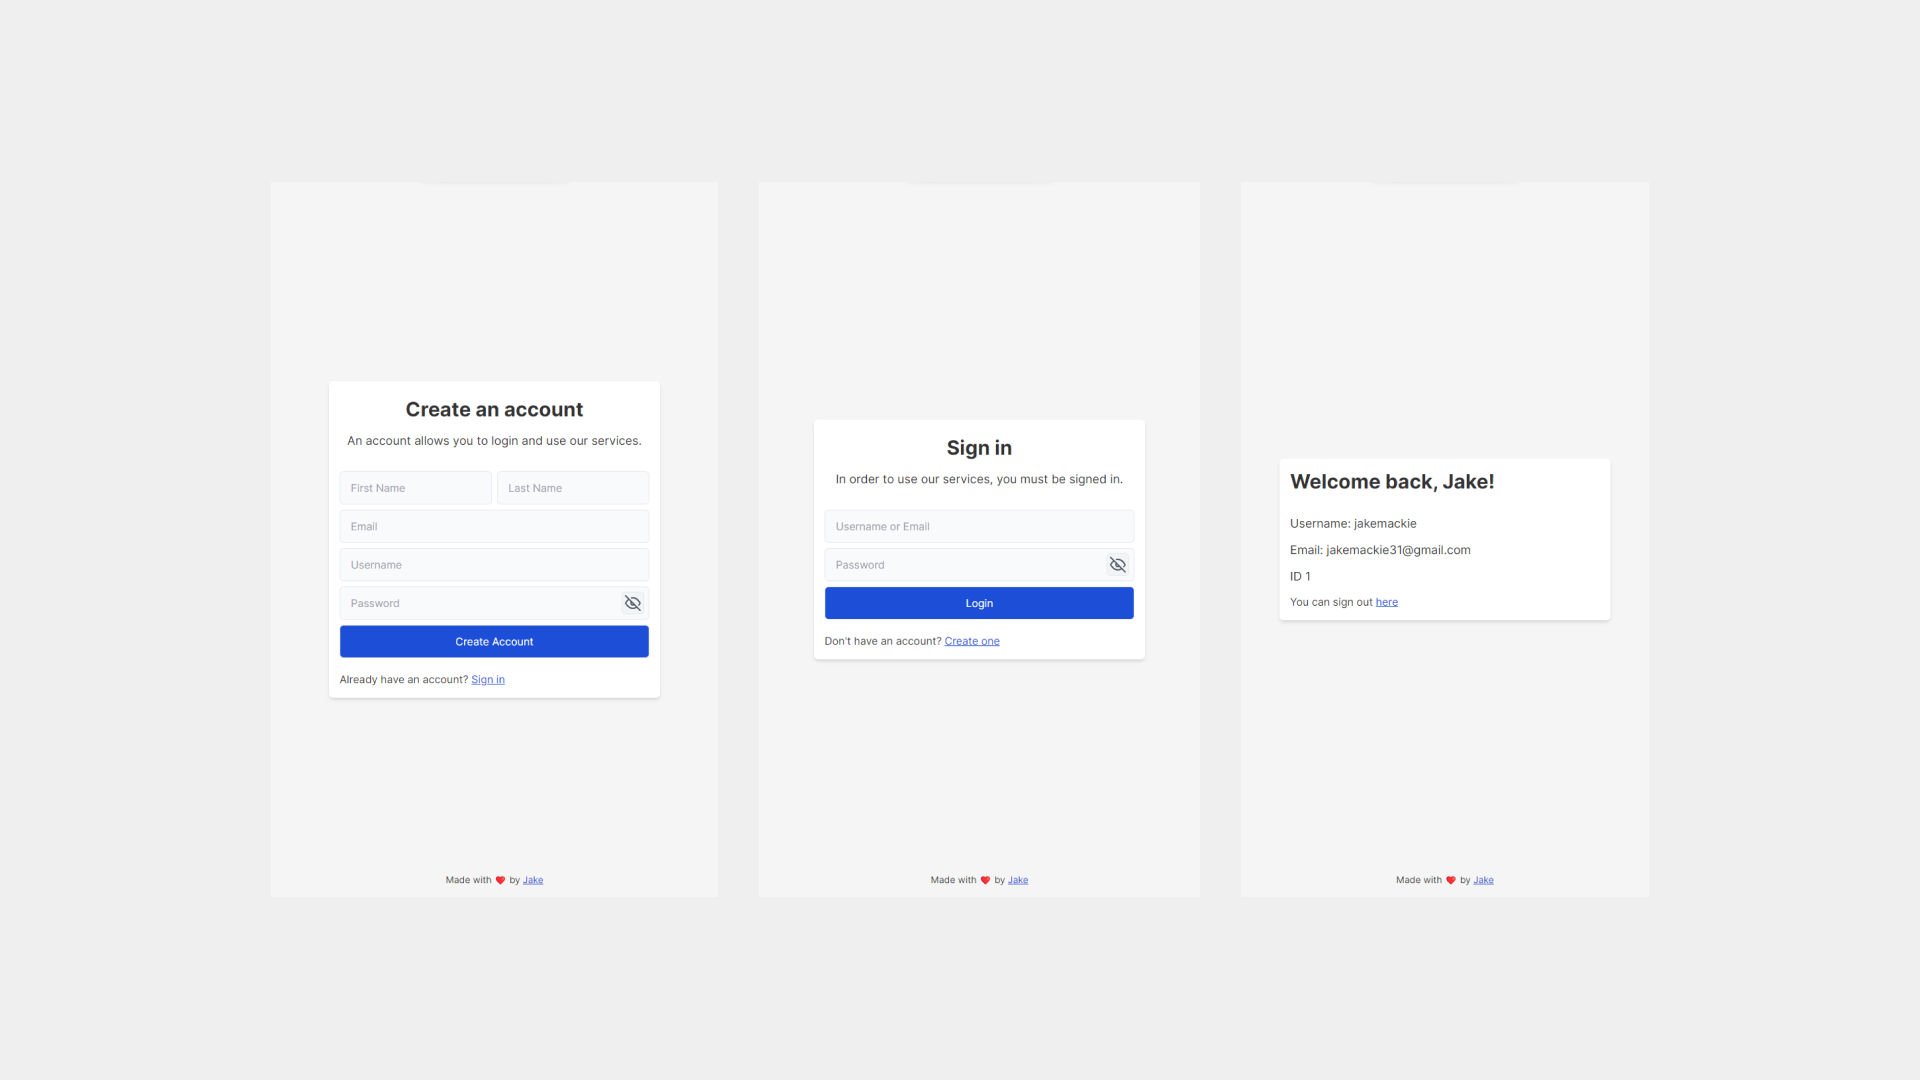 Create an account
An account allows you to login and use our services.
First Name
Last Name
Email
Username
Password
Create Account
Already have an account? Sign in
Made with ❤️ by Jake
Sign in
In order to use our services, you must be signed in.
Username or Email
Password
Login
Don't have an account? Create one
Made with ❤️ by Jake
Welcome back, Jake!
Username: jakemackie
Email: jakemackie31@gmail.com
ID 1
You can sign out here
Made with ❤️ by Jake